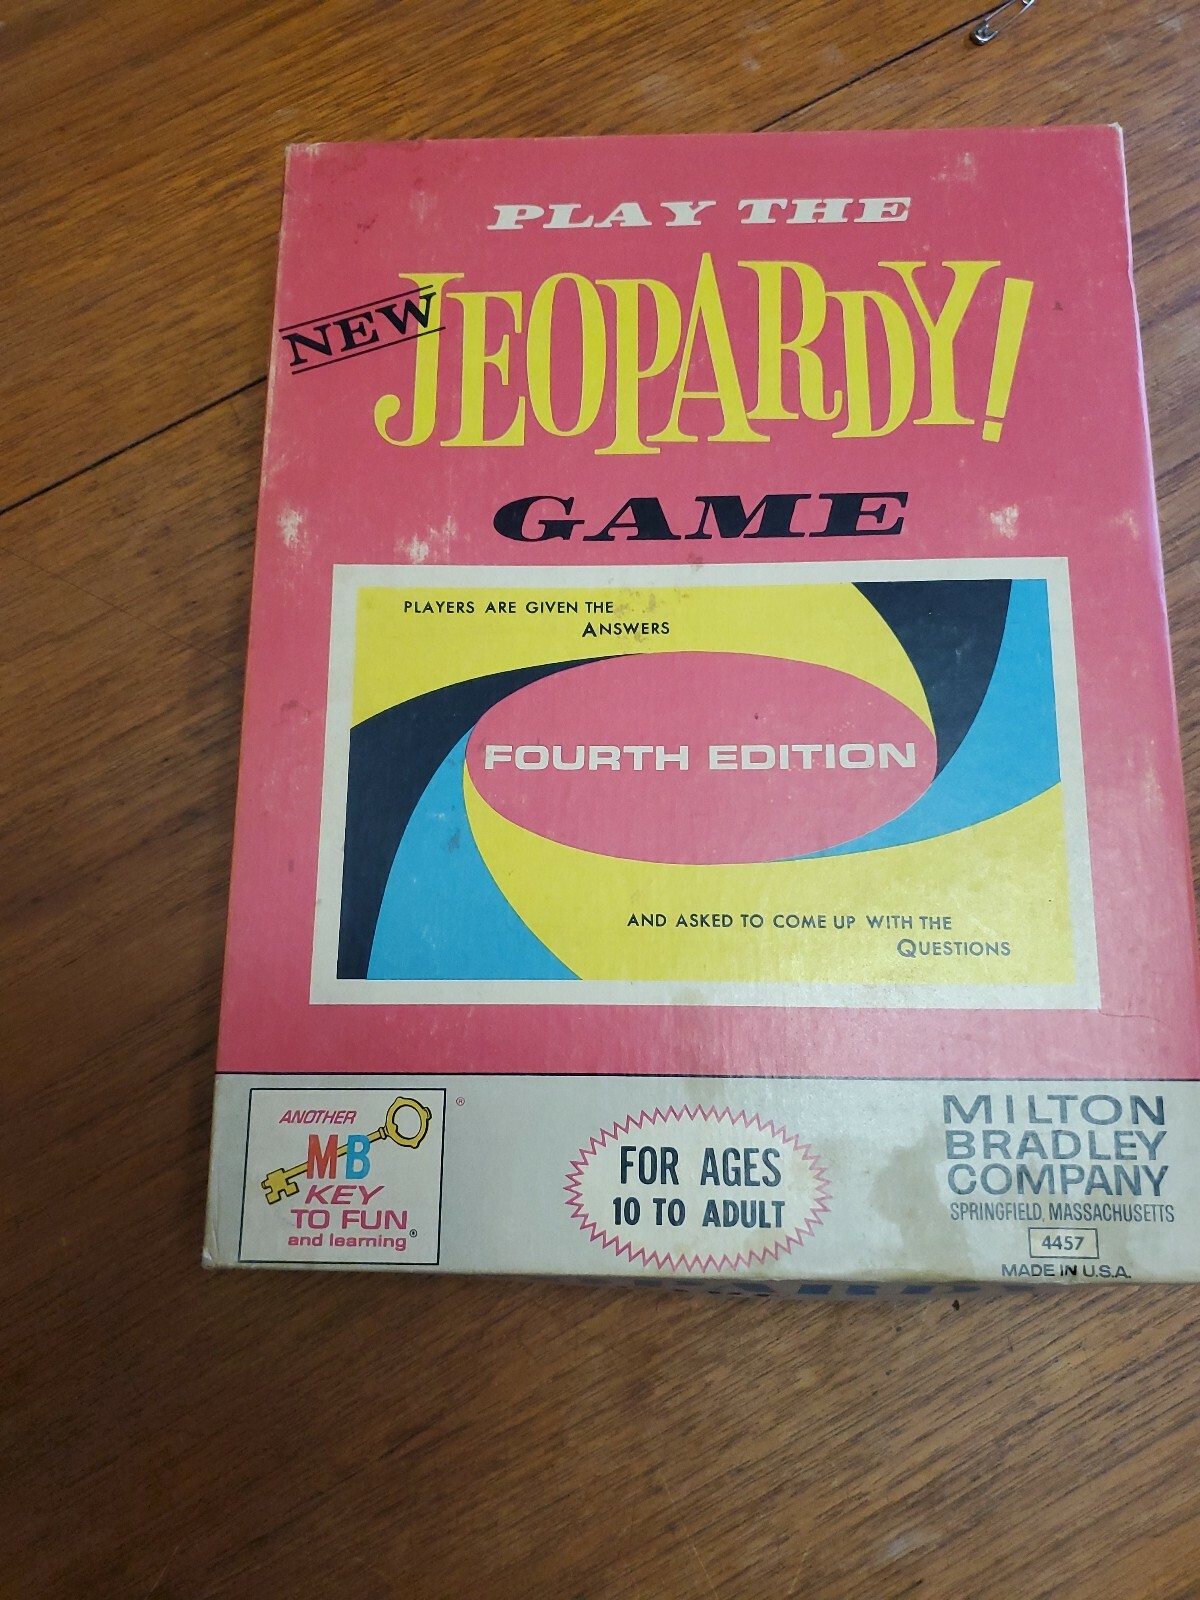 PLAY THE
NEW
JEOPARDY!
GAME
PLAYERS ARE GIVEN THE
ANSWERS
FOURTH EDITION
AND ASKED TO COME UP WITH THE
QUESTIONS
ANOTHER
MB
KEY
TO FUN®
and learning
®
FOR AGES
10 TO ADULT
MILTON
BRADLEY
COMPANY
SPRINGFIELD, MASSACHUSETTS
4457
MADE IN U.S.A.